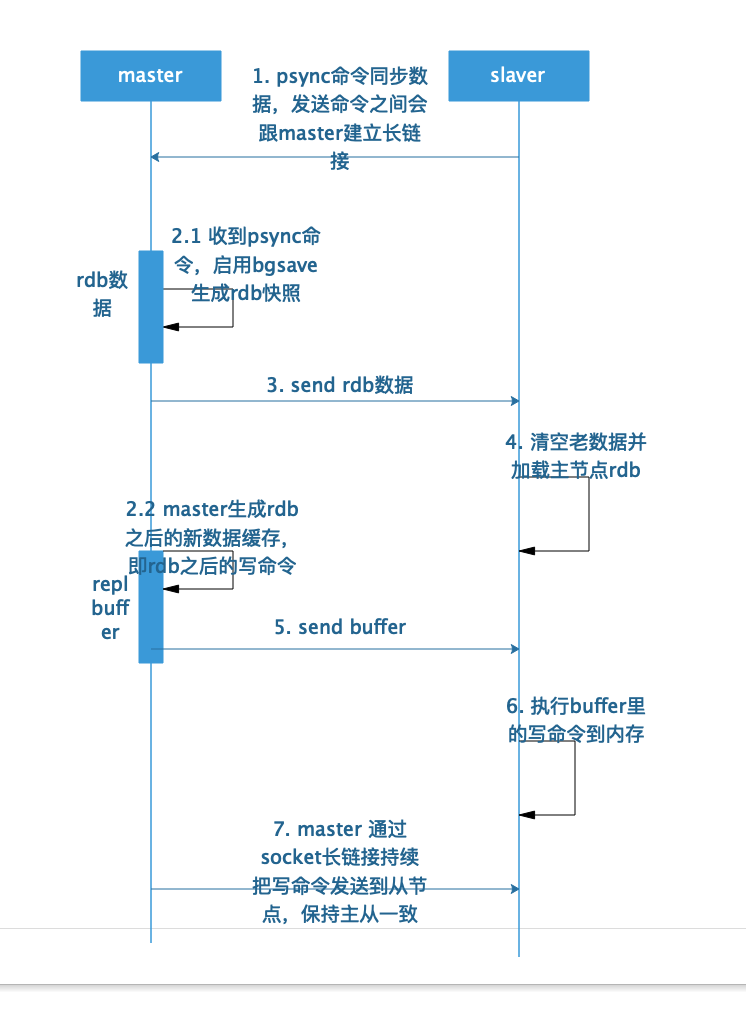 master
slaver
1. psync命令同步数
据，发送命令之间会
跟master建立长链
接
2.1 收到psync命
令，启用bgsave
生成rdb快照
rdb数
据
3. send rdb数据
4. 清空老数据并
加载主节点rdb
2.2 master生成rdb
之后的新数据缓存，
即rdb之后的写命令
repl
buff
er
5. send buffer
6. 执行buffer里
的写命令到内存
7. master 通过
socket长链接持续
把写命令发送到从节
点，保持主从一致